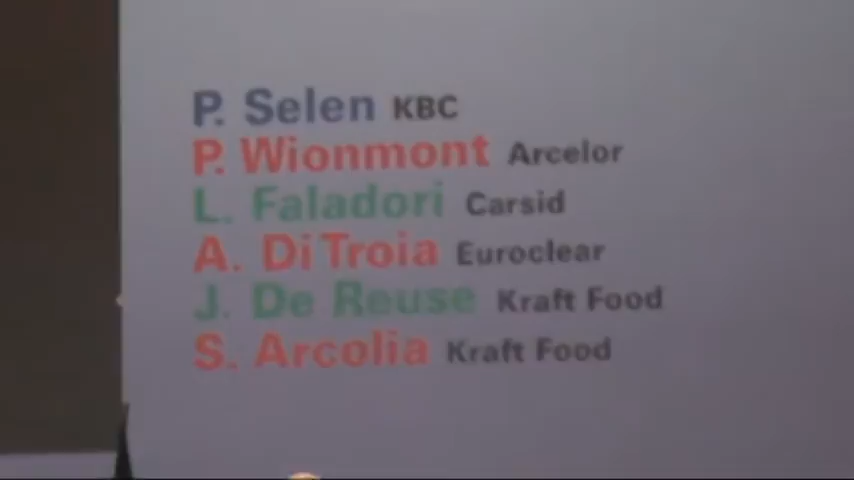 P. Selen KBC
P. Wionmont Arcelor
L. Faladori Carsid
A. Di Troia Euroclear
J. De Reuse Kraft Food
S. Arcolia Kraft Food